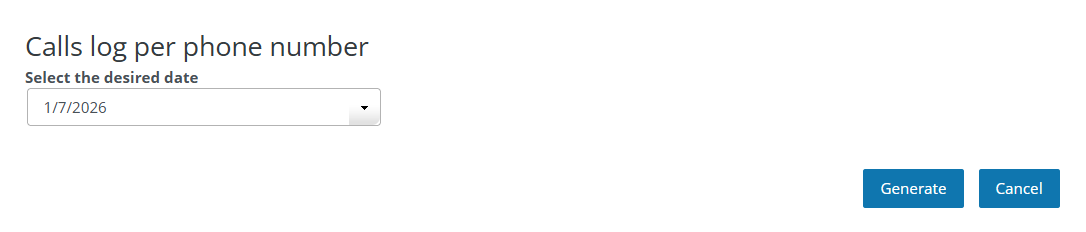 Calls log per phone number
Select the desired date
1/7/2026
Generate
Cancel